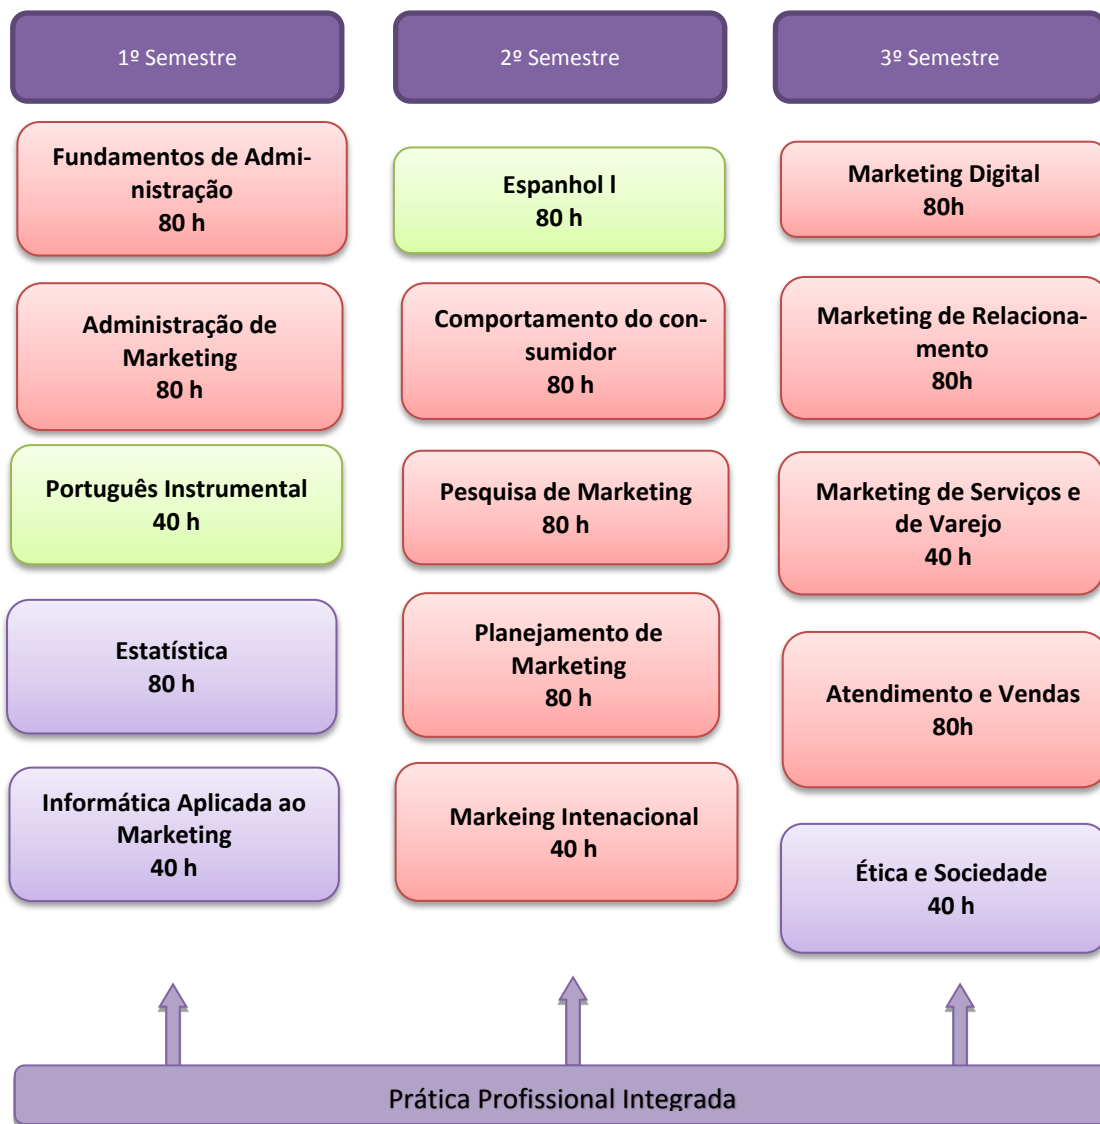 1º Semestre
2º Semestre
3º Semestre
Fundamentos de Admi-
nistração
80 h
Administração de
Marketing
80 h
Português Instrumental
40 h
Estatística
80 h
Informática Aplicada ao
Marketing
40 h
Espanhol l
80 h
Comportamento do con-
sumidor
80 h
Pesquisa de Marketing
80 h
Planejamento de
Marketing
80 h
Markeing Intenacional
40 h
Marketing Digital
80h
Marketing de Relaciona-
mento
80h
Marketing de Serviços e
de Varejo
40 h
Atendimento e Vendas
80h
Ética e Sociedade
40 h
Prática Profissional Integrada